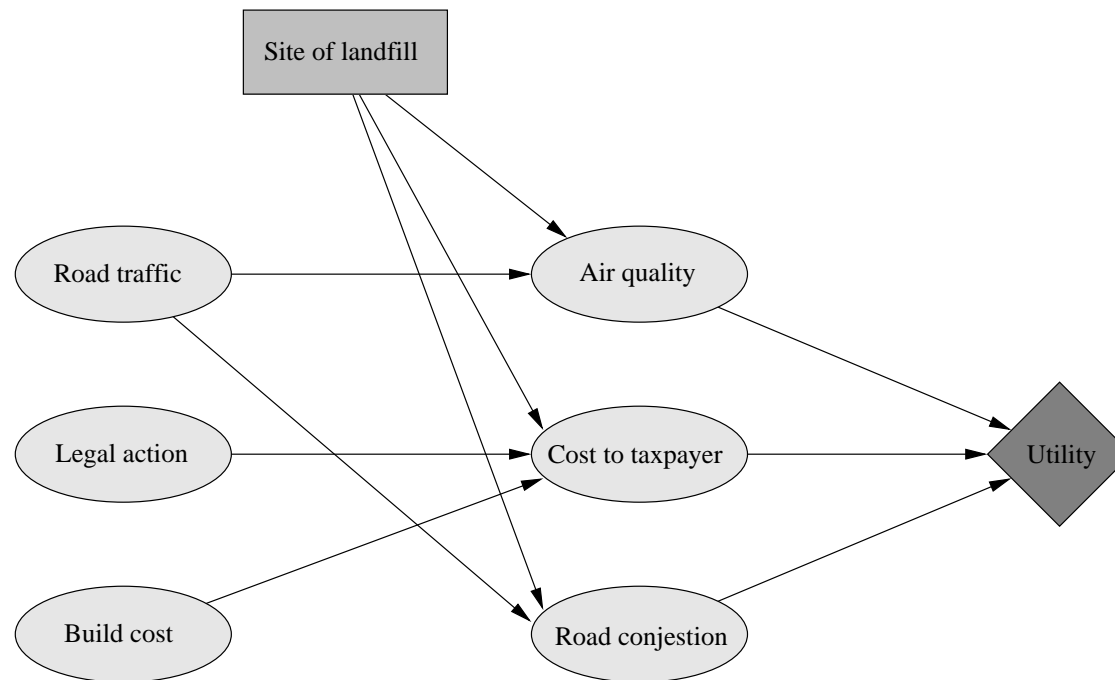 Site of landfill
Road traffic
Air quality
Legal action
Cost to taxpayer
Utility
Build cost
Road conjestion